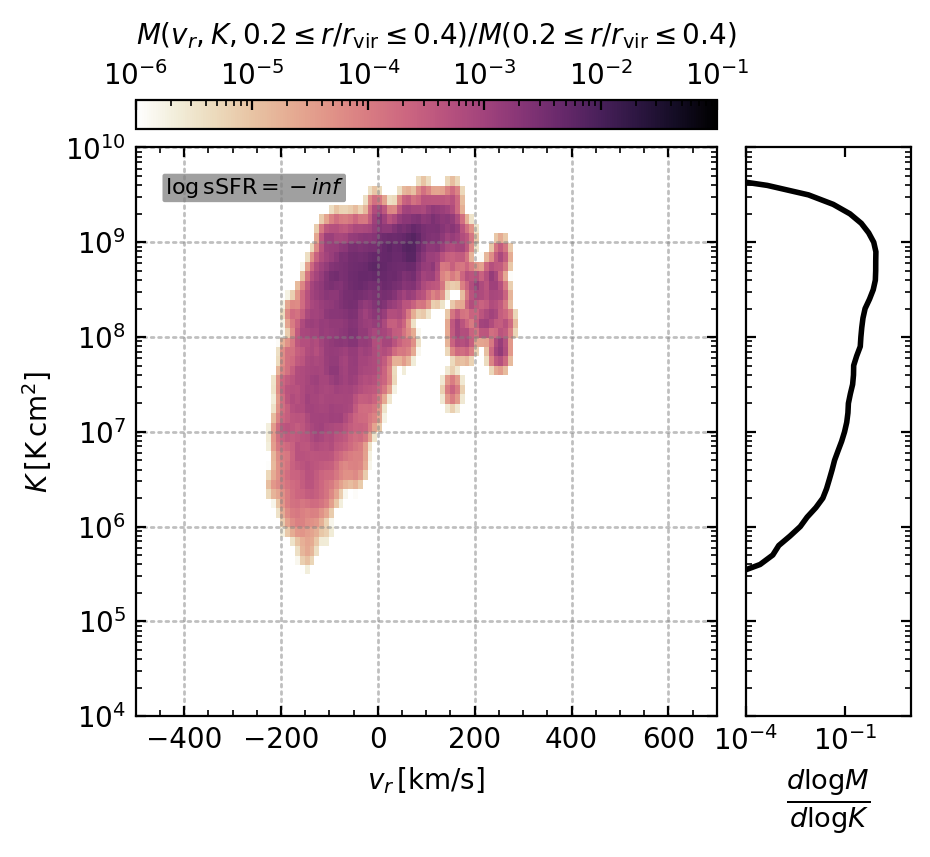 M(v_r, K, 0.2 ≤ r/r_vir ≤ 0.4)/M(0.2 ≤ r/r_vir ≤ 0.4)
10^−6 10^−5 10^−4 10^−3 10^−2 10^−1
10^10
log sSFR = −inf
10^9
10^8
K [K cm^2]
10^7
10^6
10^5
10^4
−400 −200 0 200 400 600 10^−4 10^−1
v_r [km/s]
dlogM
dlogK